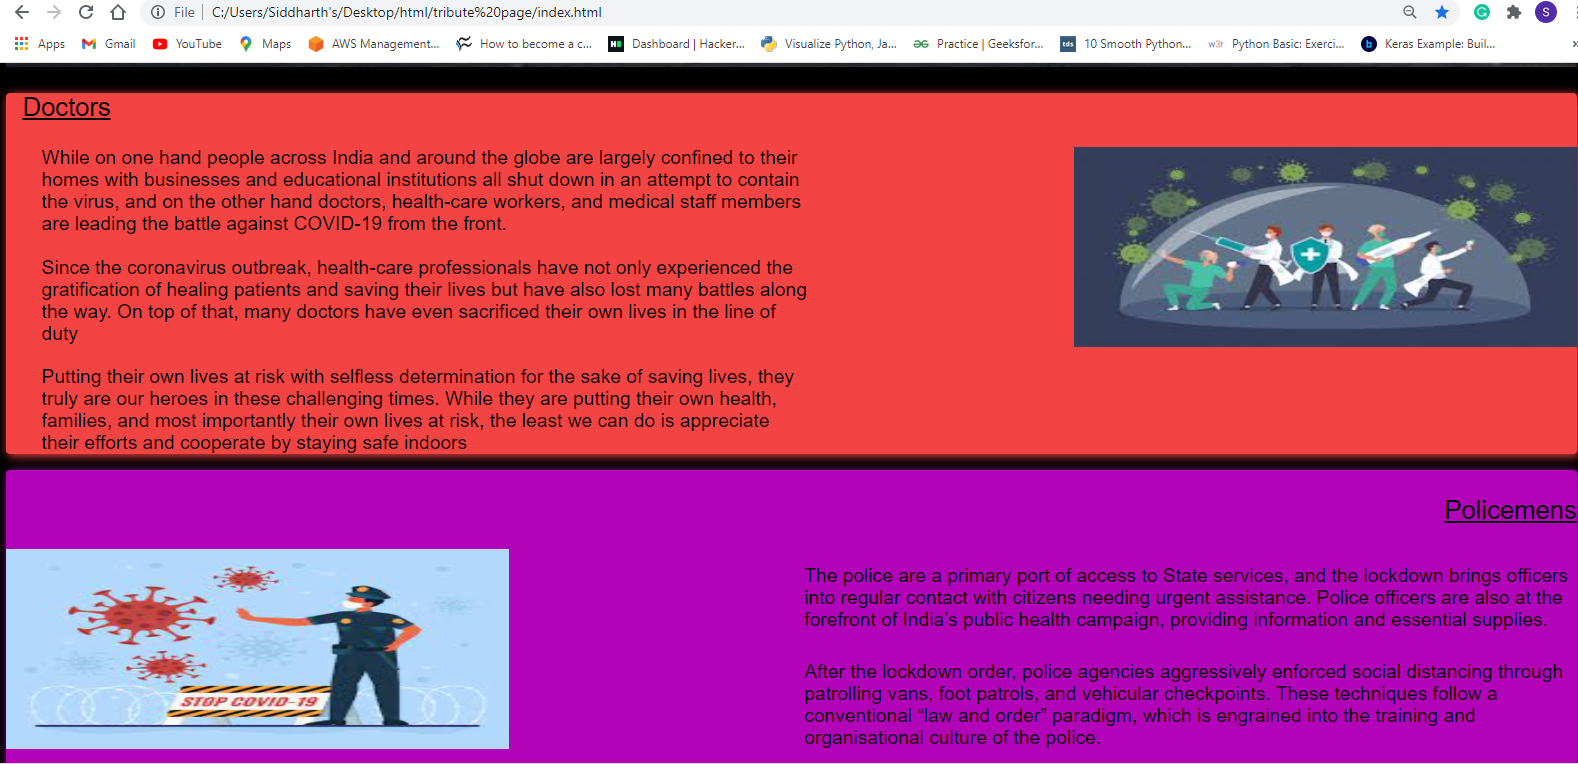 File C:/Users/Siddharth's/Desktop/html/tribute%20page/index.html
S
Apps Gmail YouTube Maps AWS Management... How to become a c... Dashboard | Hacker... Visualize Python, Ja... Practice | Geeksfor... tds 10 Smooth Python... w3r Python Basic: Exerci... b Keras Example: Buil... »
Doctors
While on one hand people across India and around the globe are largely confined to their
homes with businesses and educational institutions all shut down in an attempt to contain
the virus, and on the other hand doctors, health-care workers, and medical staff members
are leading the battle against COVID-19 from the front.
Since the coronavirus outbreak, health-care professionals have not only experienced the
gratification of healing patients and saving their lives but have also lost many battles along
the way. On top of that, many doctors have even sacrificed their own lives in the line of
duty
Putting their own lives at risk with selfless determination for the sake of saving lives, they
truly are our heroes in these challenging times. While they are putting their own health,
families, and most importantly their own lives at risk, the least we can do is appreciate
their efforts and cooperate by staying safe indoors
Policemens
STOP COVID-19
The police are a primary port of access to State services, and the lockdown brings officers
into regular contact with citizens needing urgent assistance. Police officers are also at the
forefront of India's public health campaign, providing information and essential supplies.
After the lockdown order, police agencies aggressively enforced social distancing through
patrolling vans, foot patrols, and vehicular checkpoints. These techniques follow a
conventional “law and order” paradigm, which is engrained into the training and
organisational culture of the police.